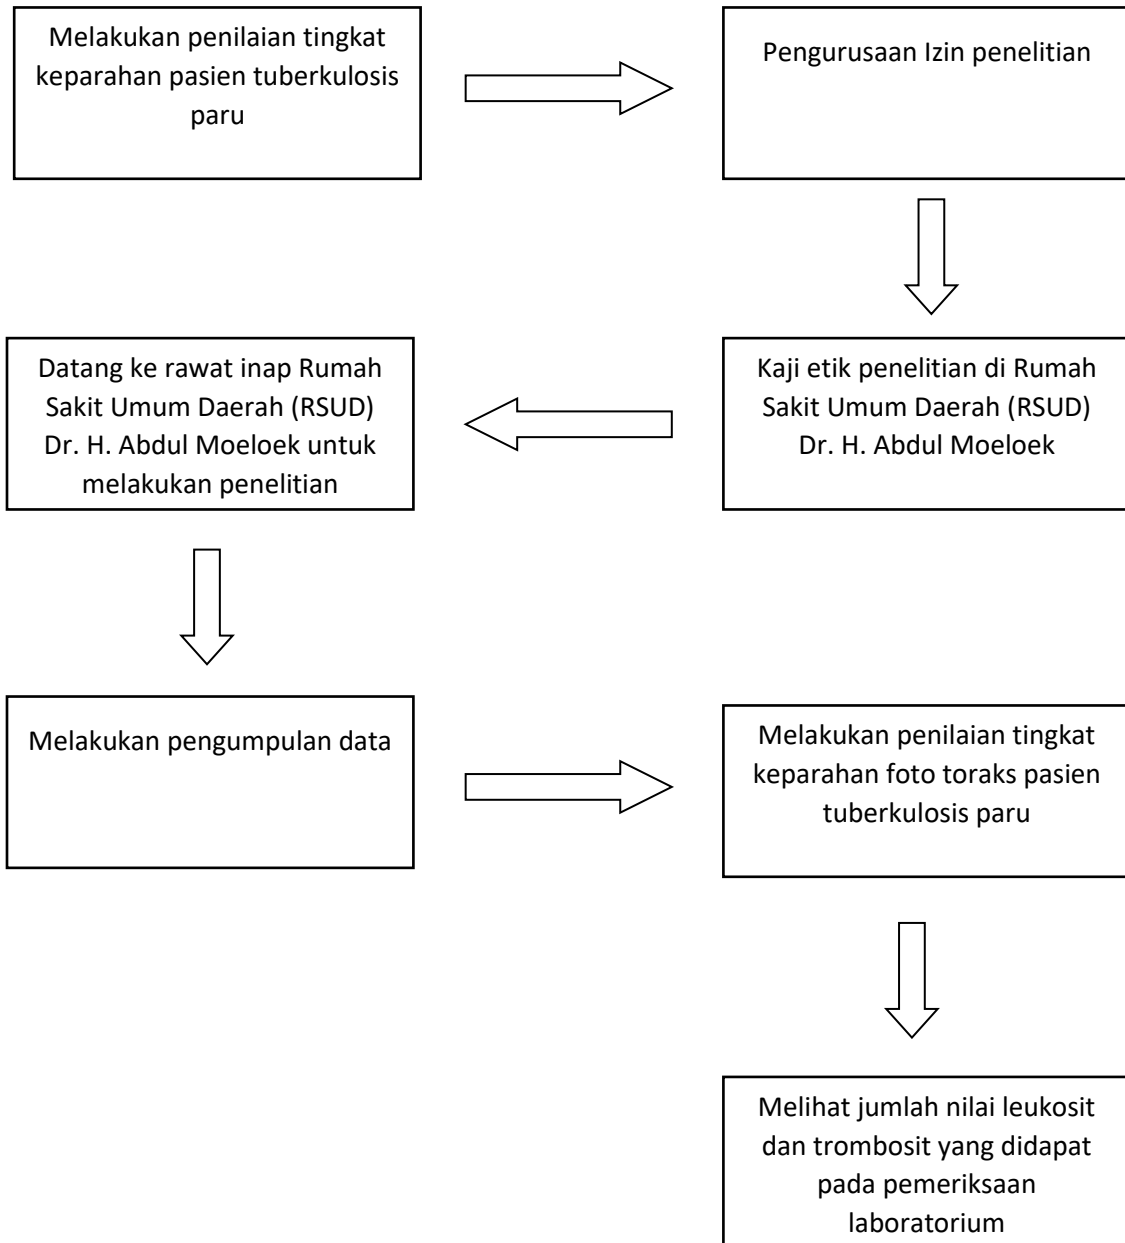 Melakukan penilaian tingkat
keparahan pasien tuberkulosis
paru
Pengurusaan Izin penelitian
Kaji etik penelitian di Rumah
Sakit Umum Daerah (RSUD)
Dr. H. Abdul Moeloek
Datang ke rawat inap Rumah
Sakit Umum Daerah (RSUD)
Dr. H. Abdul Moeloek untuk
melakukan penelitian
Melakukan pengumpulan data
Melakukan penilaian tingkat
keparahan foto toraks pasien
tuberkulosis paru
Melihat jumlah nilai leukosit
dan trombosit yang didapat
pada pemeriksaan
laboratorium